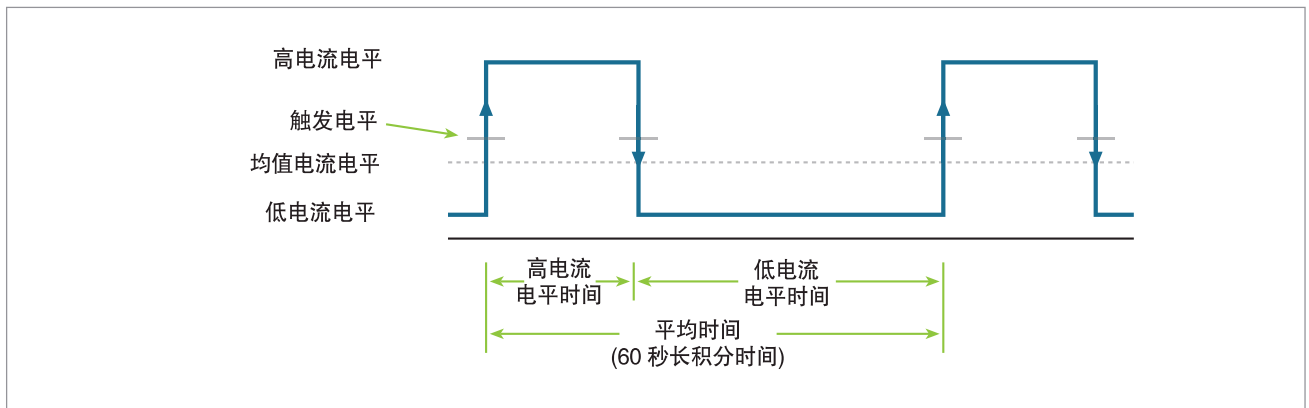 高电流电平
触发电平
均值电流电平
低电流电平
高电流
电平时间
低电流
电平时间
平均时间
(60 秒长积分时间)